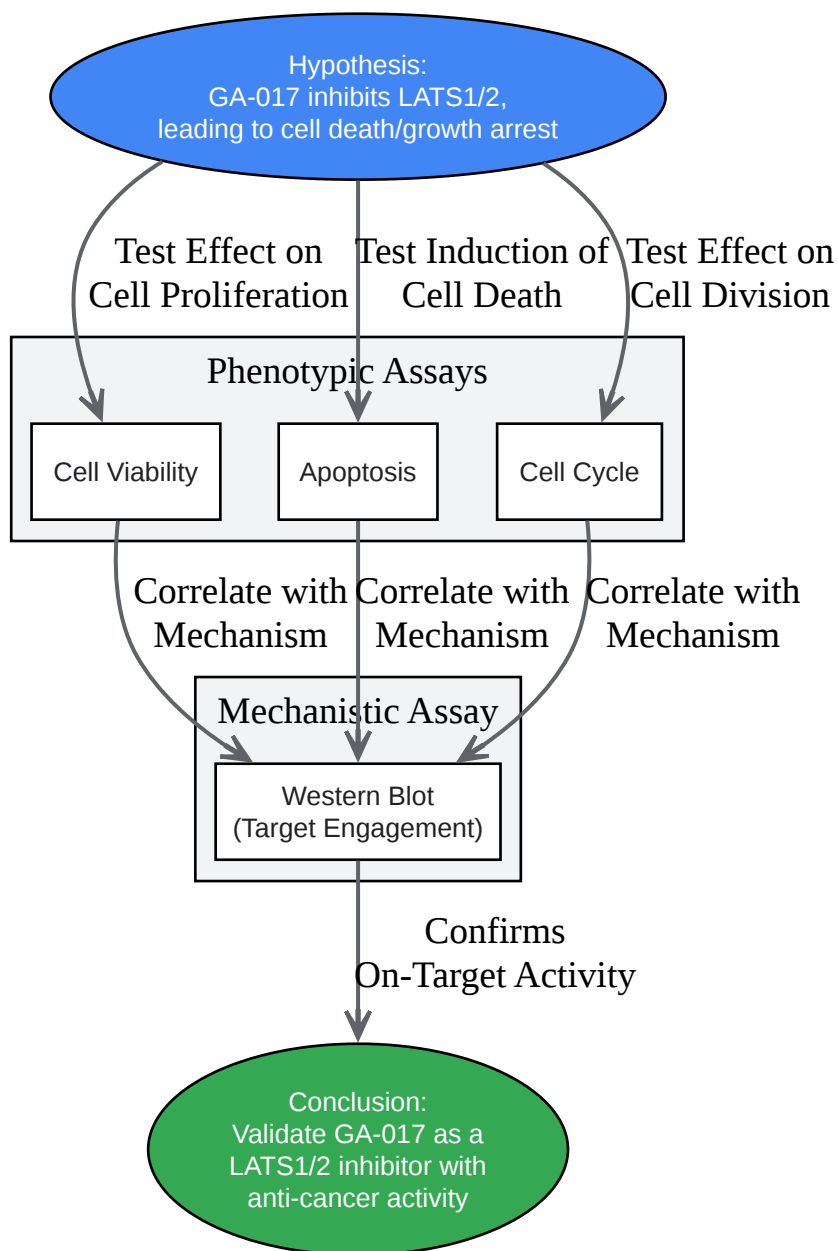 Hypothesis:
GA-017 inhibits LATS1/2,
leading to cell death/growth arrest
Test Effect on
Cell Proliferation
Test Induction of
Cell Death
Test Effect on
Cell Division
Phenotypic Assays
Cell Viability
Apoptosis
Cell Cycle
Correlate with
Mechanism
Correlate with
Mechanism
Correlate with
Mechanism
Mechanistic Assay
Western Blot
(Target Engagement)
Confirms
On-Target Activity
Conclusion:
Validate GA-017 as a
LATS1/2 inhibitor with
anti-cancer activity